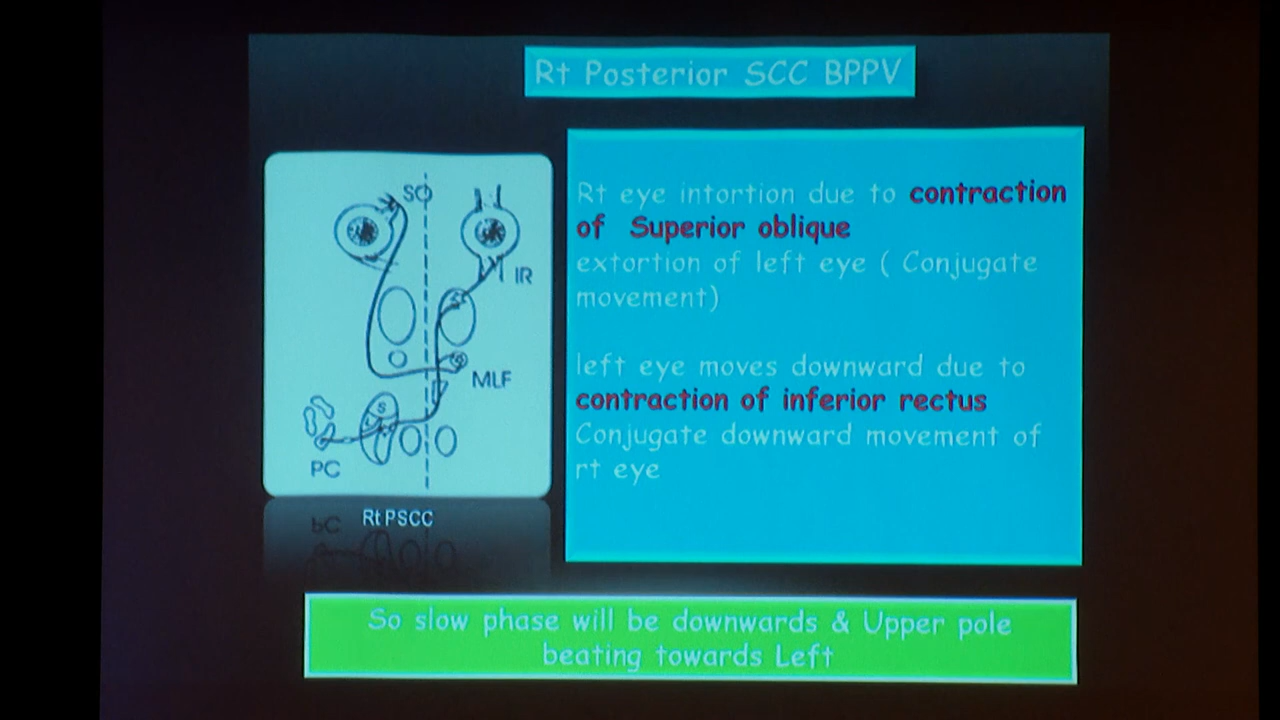 Rt Posterior SCC BPPV
SO
IR
MLF
S
PC
Rt PSCC
Rt eye intortion due to contraction
of Superior oblique
extortion of left eye ( Conjugate
movement)
left eye moves downward due to
contraction of inferior rectus
Conjugate downward movement of
rt eye
So slow phase will be downwards & Upper pole
beating towards Left